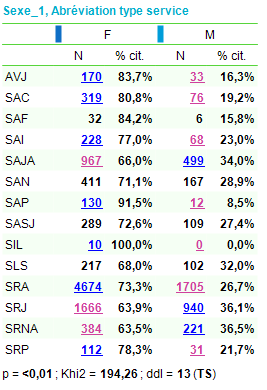 Sexe_1, Abréviation type service
F M
N % cit. N % cit.
AVJ 170 83,7% 33 16,3%
SAC 319 80,8% 76 19,2%
SAF 32 84,2% 6 15,8%
SAI 228 77,0% 68 23,0%
SAJA 967 66,0% 499 34,0%
SAN 411 71,1% 167 28,9%
SAP 130 91,5% 12 8,5%
SASJ 289 72,6% 109 27,4%
SIL 10 100,0% 0 0,0%
SLS 217 68,0% 102 32,0%
SRA 4674 73,3% 1705 26,7%
SRJ 1666 63,9% 940 36,1%
SRNA 384 63,5% 221 36,5%
SRP 112 78,3% 31 21,7%
p = <0,01 ; Khi2 = 194,26 ; ddl = 13 (TS)